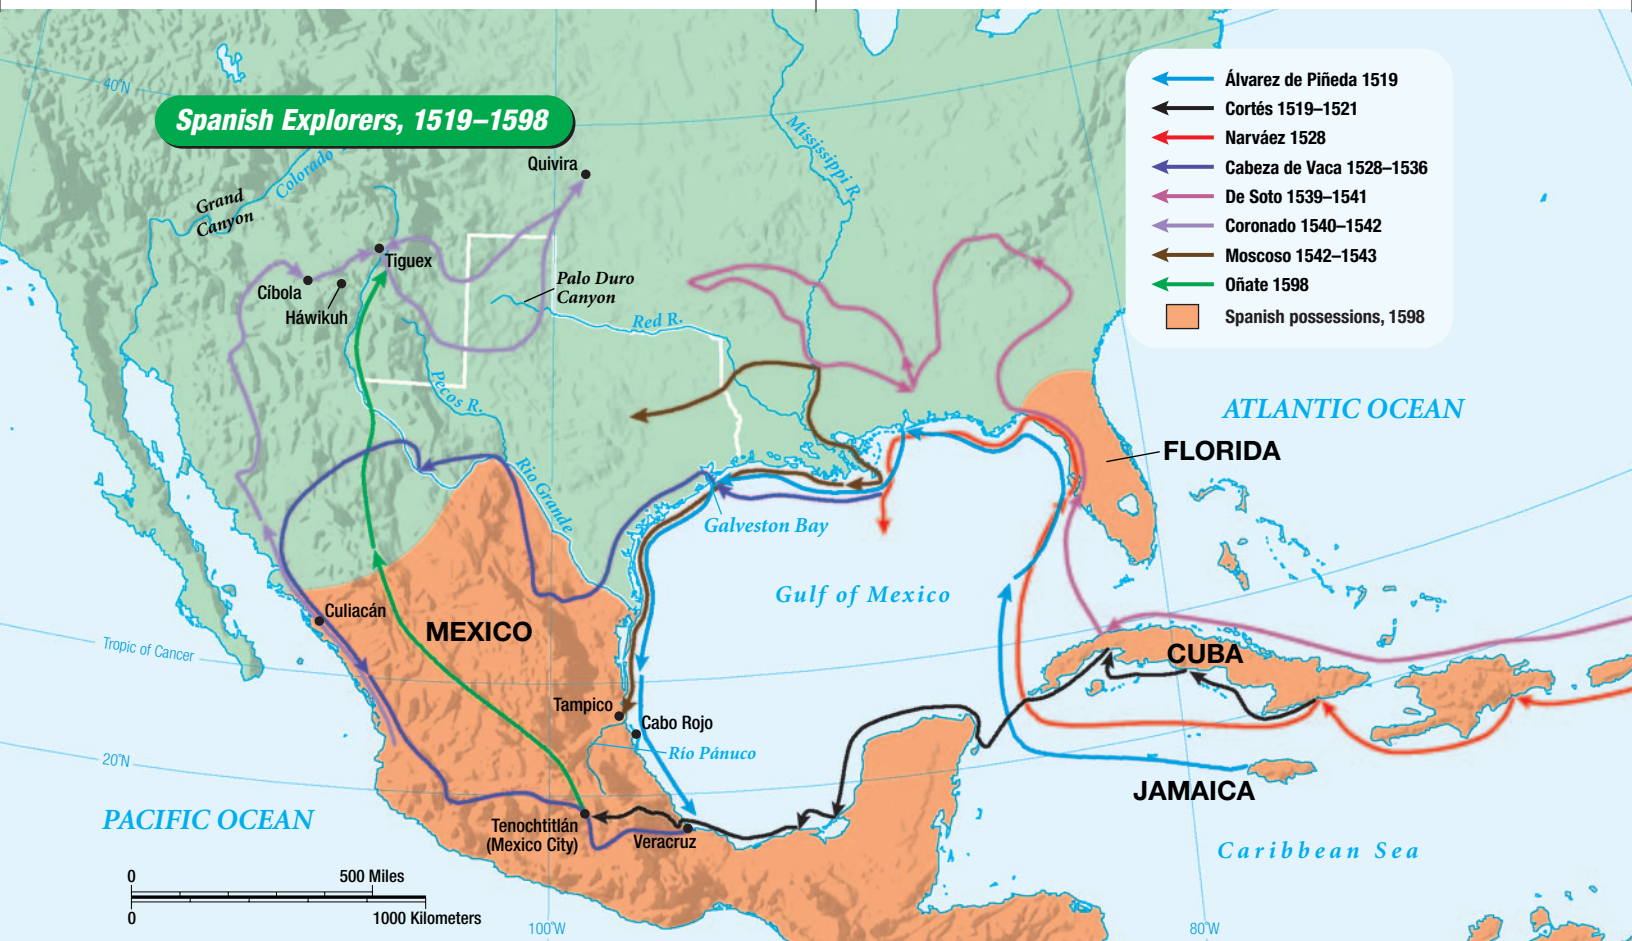 40°N
Spanish Explorers, 1519–1598
Álvarez de Piñeda 1519
Cortés 1519–1521
Narváez 1528
Cabeza de Vaca 1528–1536
De Soto 1539–1541
Coronado 1540–1542
Moscoso 1542–1543
Oñate 1598
Spanish possessions, 1598
Mississippi R.
Colorado
Quivira
Grand
Canyon
Tiguex
Cíbola
Háwikuh
Palo Duro
Canyon
Red R.
Pecos R.
ATLANTIC OCEAN
FLORIDA
Rio Grande
Galveston Bay
Gulf of Mexico
Culiacán
MEXICO
Tropic of Cancer
CUBA
Tampico
Cabo Rojo
Río Pánuco
20°N
JAMAICA
PACIFIC OCEAN
Tenochtitlán
(Mexico City)
Veracruz
Caribbean Sea
0
500 Miles
0
1000 Kilometers
100°W
80°W